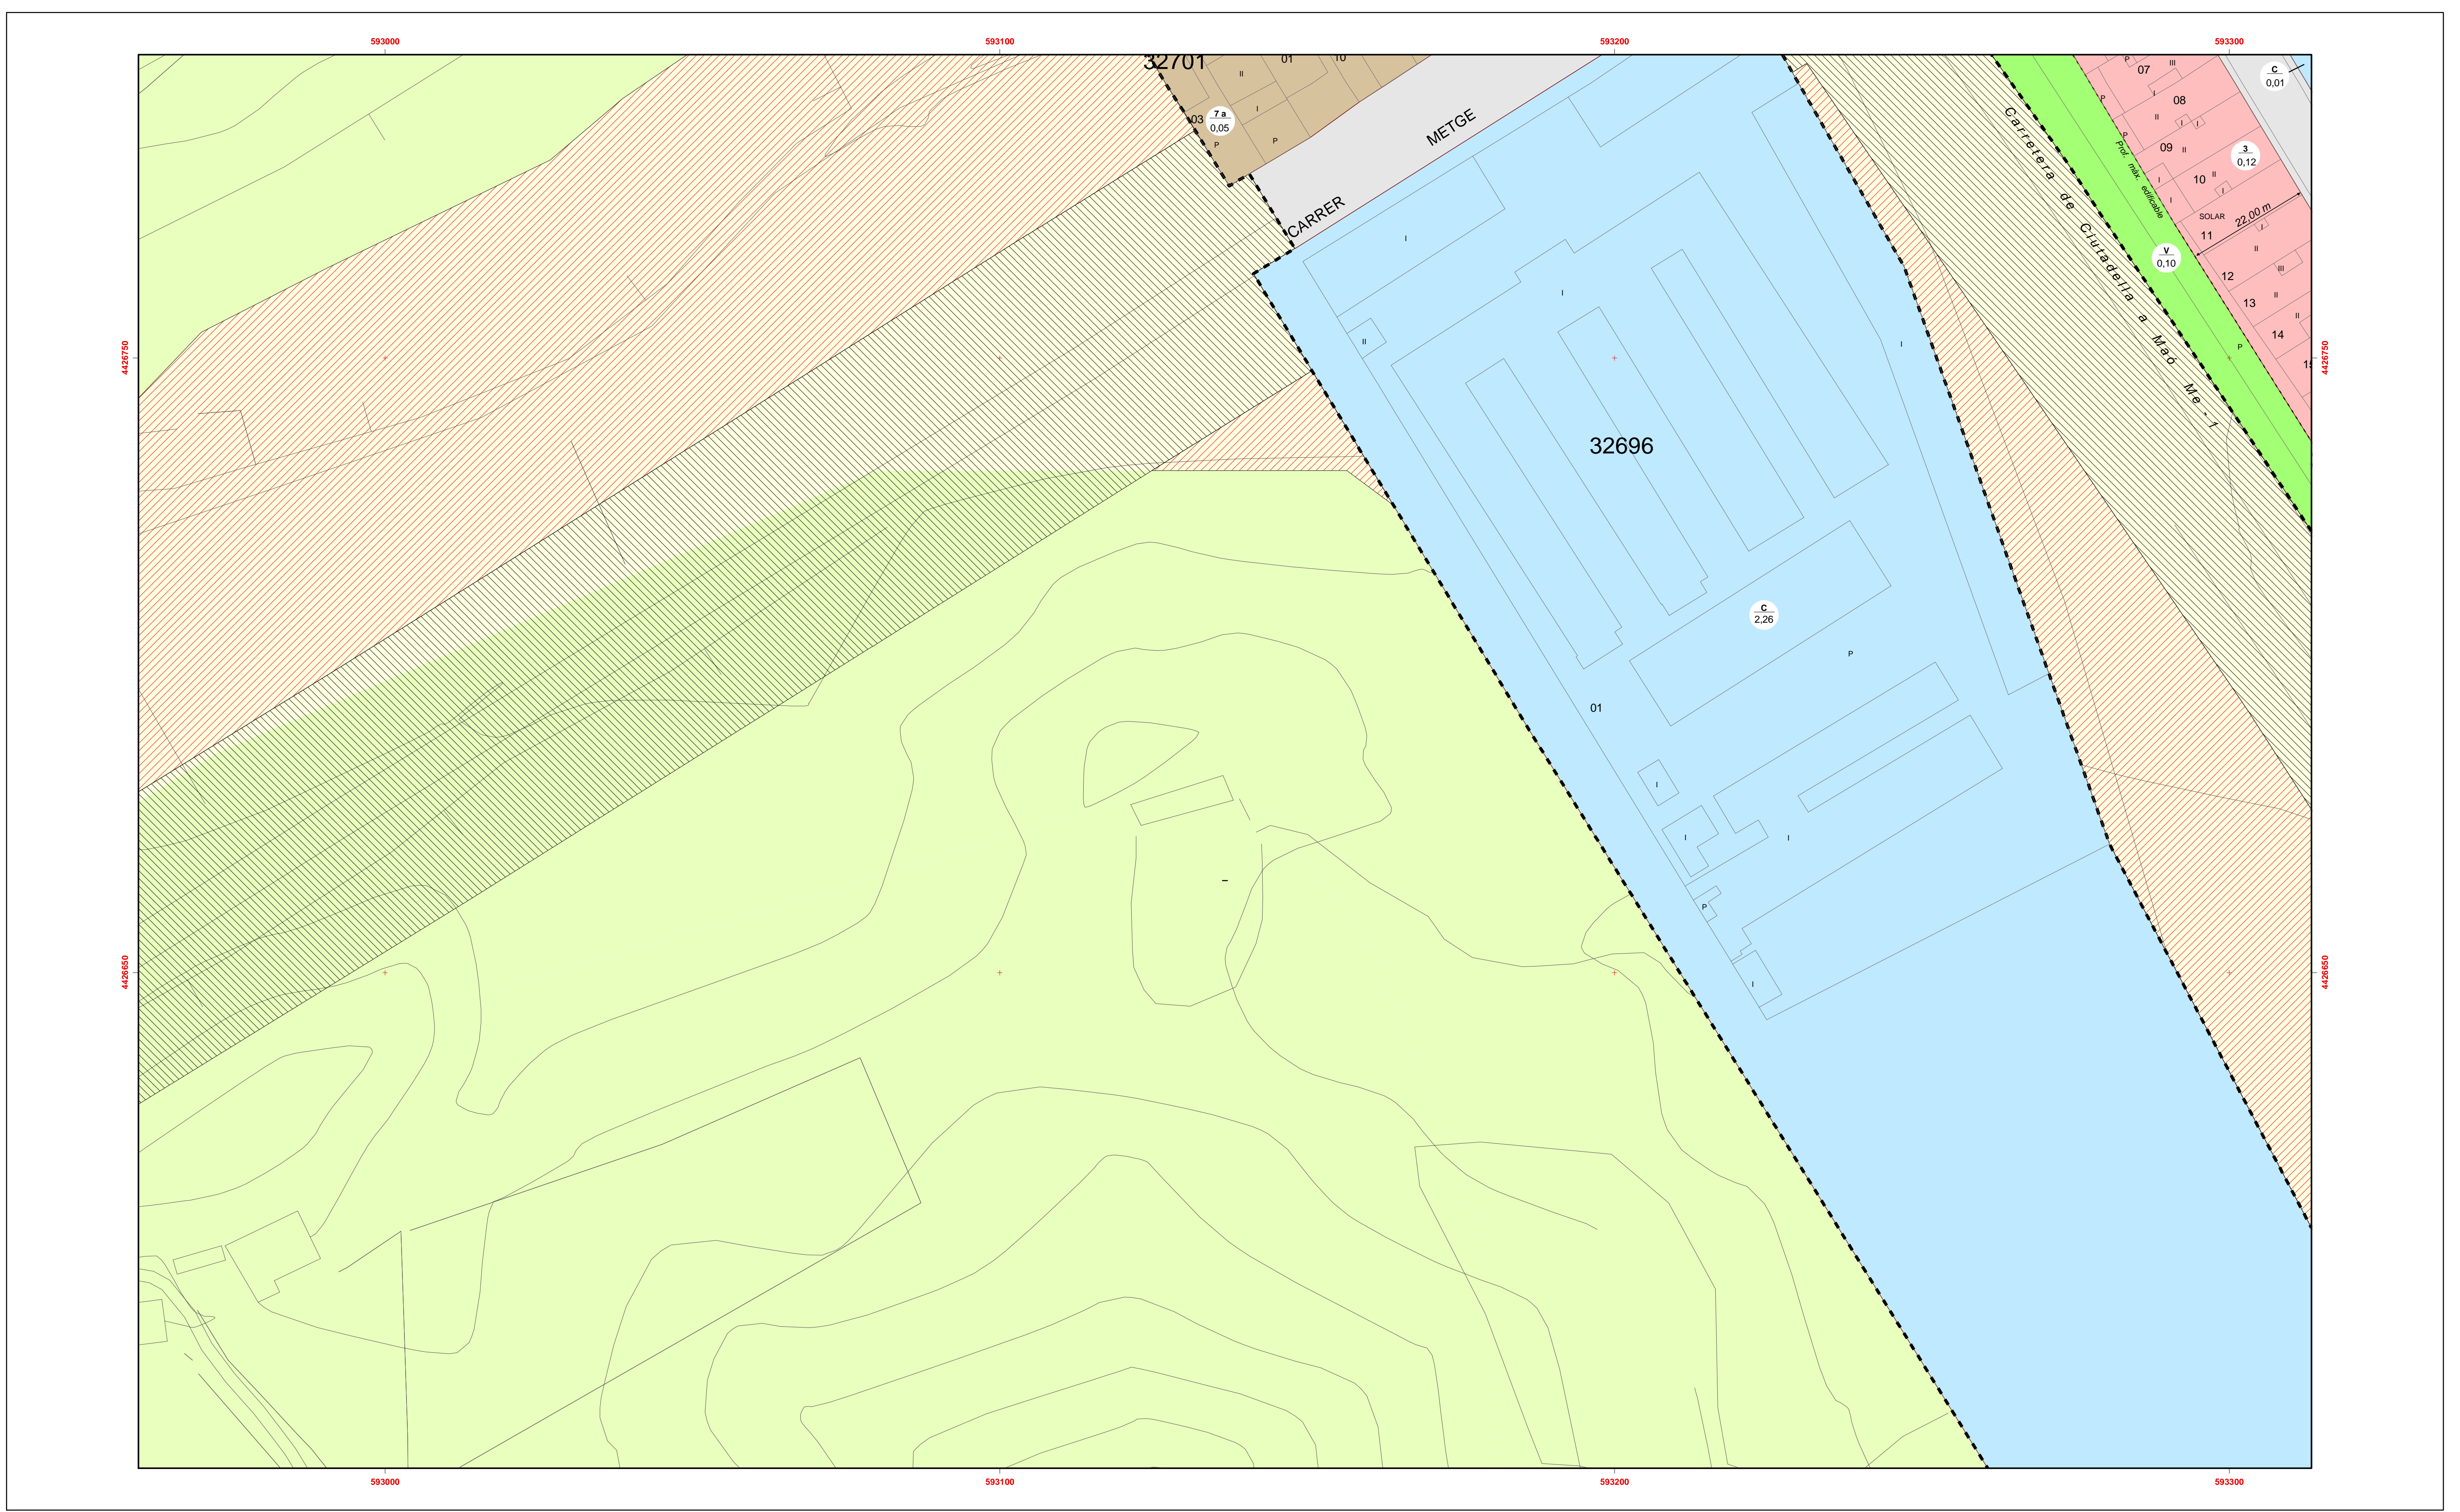 593000
593100
593200
593300
32701
01
10
II
I
03
7 a
0,05
P
P
CARRER METGE
C
0,01
P
07
III
I
08
P
II
I
I
P
09
II
3
0,12
I
10
II
I
I
SOLAR
22,00 m
11
I
II
12
III
13
II
14
II
P
15
Prof. màx. edificable
V
0,10
Carretera de Ciutadella a Maó Me - 1
4426750
4426750
I
I
II
I
32696
C
2,26
P
01
I
I
I
P
I
4426650
4426650
593000
593100
593200
593300